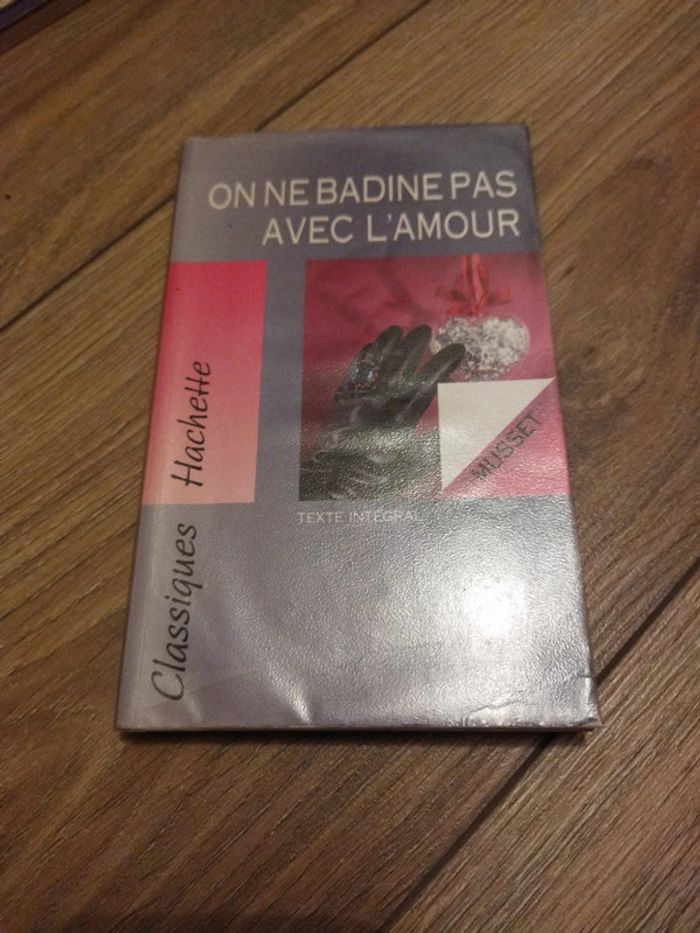 ON NE BADINE PAS
AVEC L'AMOUR
Classiques Hachette
MUSSET
TEXTE INTÉGRAL